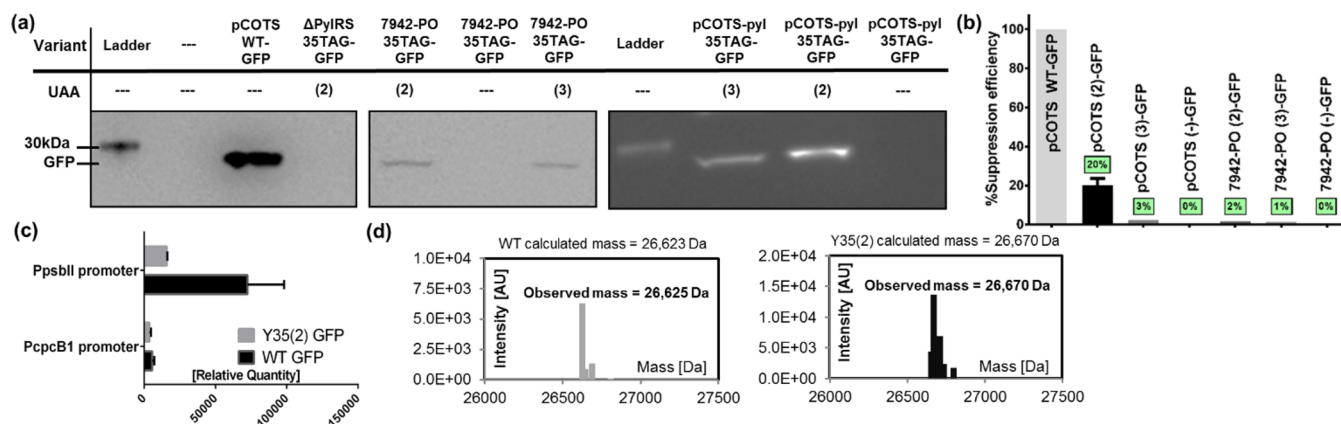 (a)
Variant
Ladder
---
pCOTS
WT-
GFP
ΔPylRS
35TAG-
GFP
7942-PO
35TAG-
GFP
7942-PO
35TAG-
GFP
7942-PO
35TAG-
GFP
Ladder
pCOTS-pyl
35TAG-
GFP
pCOTS-pyl
35TAG-
GFP
pCOTS-pyl
35TAG-
GFP
UAA
---
---
---
(2)
(2)
---
(3)
---
(3)
(2)
---
30kDa
GFP
(b)
%Suppression efficiency
100
80
60
40
20
0
pCOTS WT-GFP
pCOTS (2)-GFP
pCOTS (3)-GFP
pCOTS (-)-GFP
7942-PO (2)-GFP
7942-PO (3)-GFP
7942-PO (-)-GFP
20%
3%
0%
2%
1%
0%
(c)
PpsbII promoter
PcpcB1 promoter
Y35(2) GFP
WT GFP
[Relative Quantity]
0
50000
100000
150000
(d)
WT calculated mass = 26,623 Da
1.0E+04
7.5E+03
5.0E+03
2.5E+03
0.0E+00
Intensity [AU]
Observed mass = 26,625 Da
Mass [Da]
26000
26500
27000
27500
Y35(2) calculated mass = 26,670 Da
2.0E+04
1.5E+04
1.0E+04
5.0E+03
0.0E+00
Intensity [AU]
Observed mass = 26,670 Da
Mass [Da]
26000
26500
27000
27500